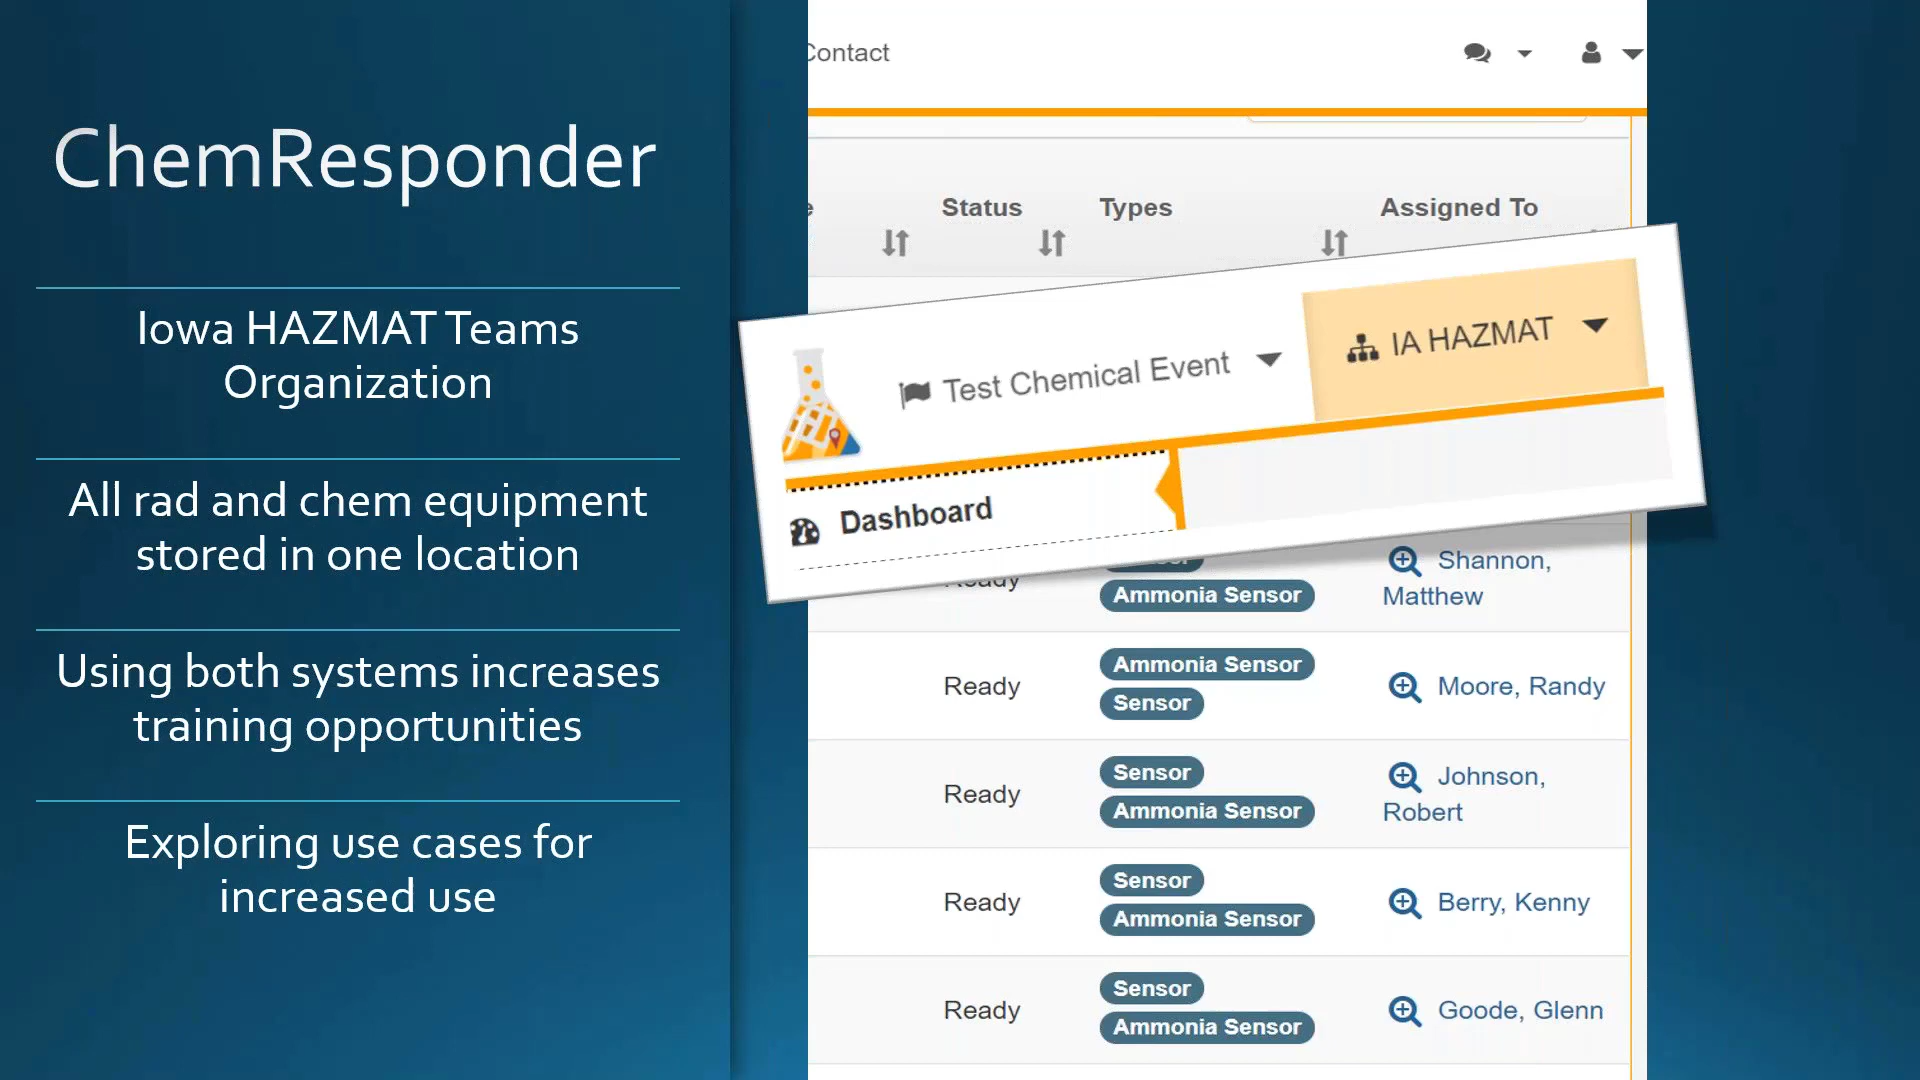 ChemResponder
Iowa HAZMAT Teams
Organization
All rad and chem equipment
stored in one location
Using both systems increases
training opportunities
Exploring use cases for
increased use
Contact
Status
Types
Assigned To
Test Chemical Event
IA HAZMAT
Dashboard
Ready
Ammonia Sensor
Shannon,
Matthew
Ready
Ammonia Sensor
Sensor
Moore, Randy
Ready
Sensor
Ammonia Sensor
Johnson,
Robert
Ready
Sensor
Ammonia Sensor
Berry, Kenny
Ready
Sensor
Ammonia Sensor
Goode, Glenn